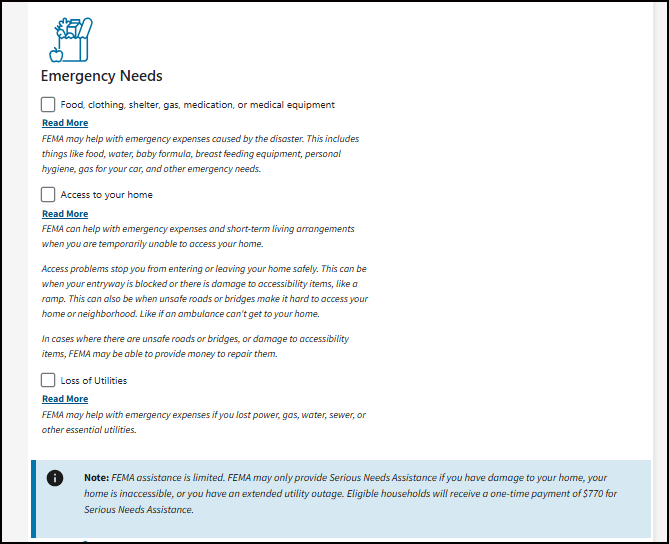 Emergency Needs
Food, clothing, shelter, gas, medication, or medical equipment
Read More
FEMA may help with emergency expenses caused by the disaster. This includes
things like food, water, baby formula, breast feeding equipment, personal
hygiene, gas for your car, and other emergency needs.
Access to your home
Read More
FEMA can help with emergency expenses and short-term living arrangements
when you are temporarily unable to access your home.
Access problems stop you from entering or leaving your home safely. This can be
when your entryway is blocked or there is damage to accessibility items, like a
ramp. This can also be when unsafe roads or bridges make it hard to access your
home or neighborhood. Like if an ambulance can't get to your home.
In cases where there are unsafe roads or bridges, or damage to accessibility
items, FEMA may be able to provide money to repair them.
Loss of Utilities
Read More
FEMA may help with emergency expenses if you lost power, gas, water, sewer, or
other essential utilities.
Note: FEMA assistance is limited. FEMA may only provide Serious Needs Assistance if you have damage to your home, your
home is inaccessible, or you have an extended utility outage. Eligible households will receive a one-time payment of $770 for
Serious Needs Assistance.